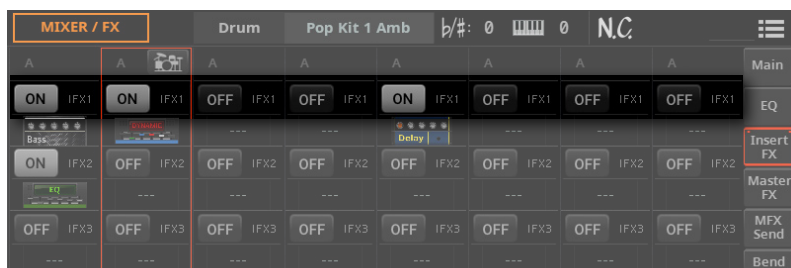 MIXER / FX Drum Pop Kit 1 Amb b/#: 0 0 N.C.
A A A A A A A A Main
ON IFX1 ON IFX1 OFF IFX1 OFF IFX1 ON IFX1 OFF IFX1 OFF IFX1 OFF IFX1 EQ
Bass --- --- Delay --- --- --- Insert FX
ON IFX2 OFF IFX2 OFF IFX2 OFF IFX2 OFF IFX2 OFF IFX2 OFF IFX2 OFF IFX2
EQ --- --- --- --- --- --- --- Master FX
OFF IFX3 OFF IFX3 OFF IFX3 OFF IFX3 OFF IFX3 OFF IFX3 OFF IFX3 OFF IFX3 MFX Send
--- --- --- --- --- --- --- --- Bend